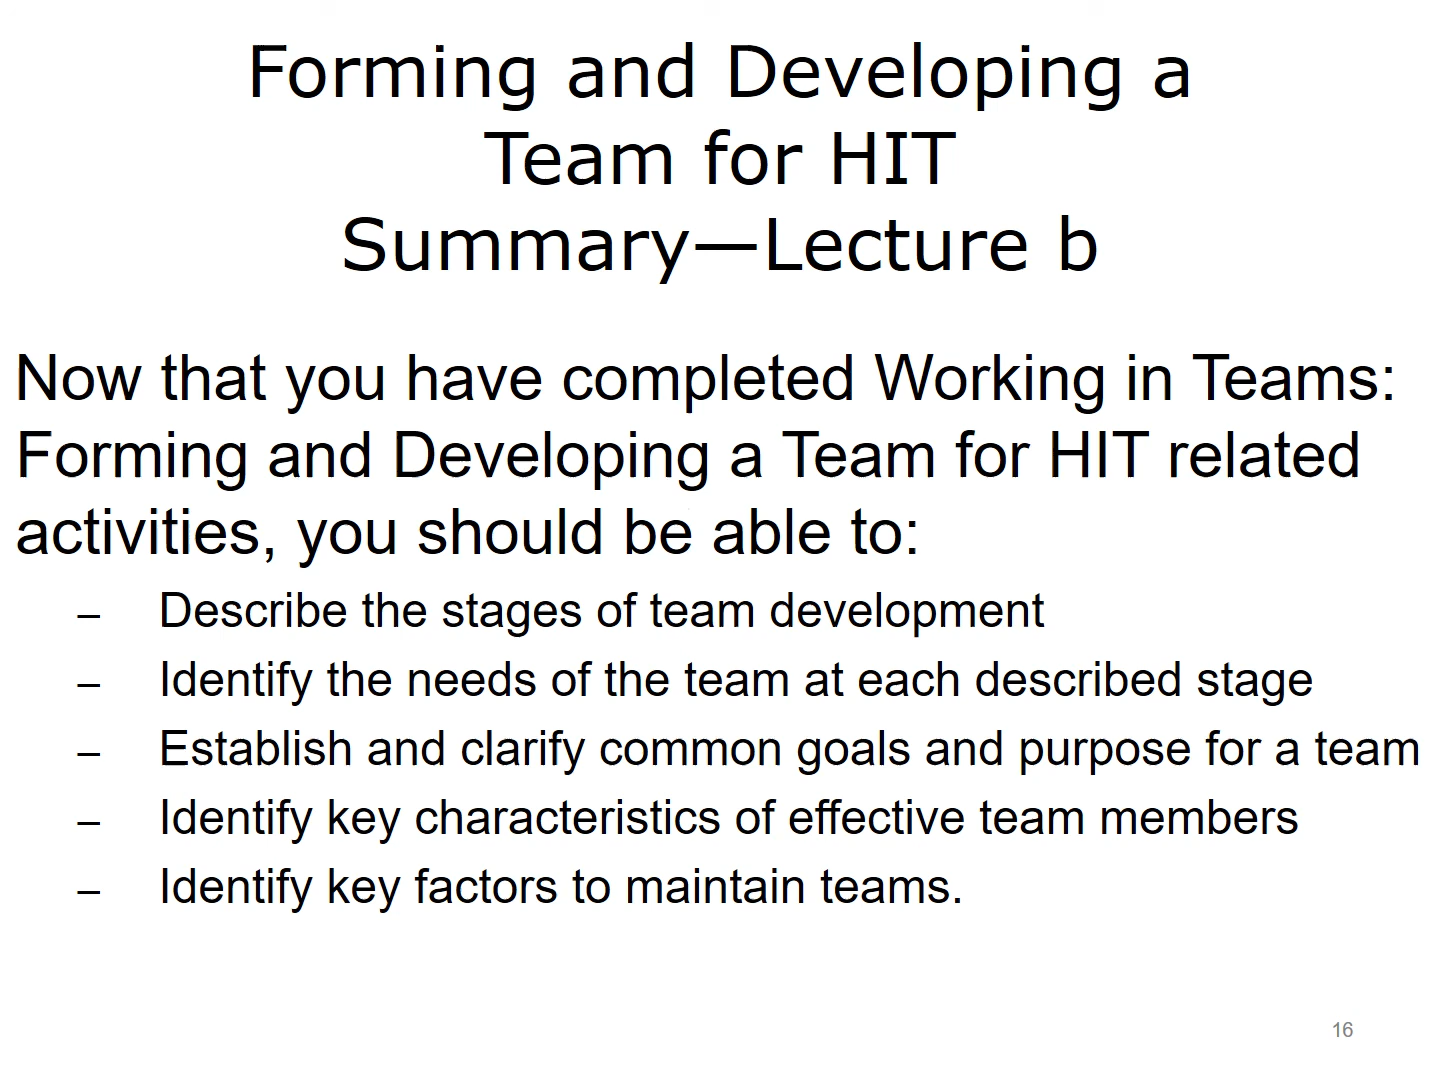 Forming and Developing a
Team for HIT
Summary—Lecture b
Now that you have completed Working in Teams:
Forming and Developing a Team for HIT related
activities, you should be able to:
– Describe the stages of team development
– Identify the needs of the team at each described stage
– Establish and clarify common goals and purpose for a team
– Identify key characteristics of effective team members
– Identify key factors to maintain teams.
16